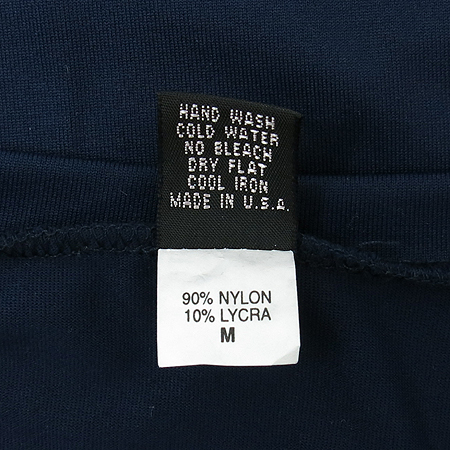 HAND WASH
COLD WATER
NO BLEACH
DRY FLAT
COOL IRON
MADE IN U.S.A.
90% NYLON
10% LYCRA
M